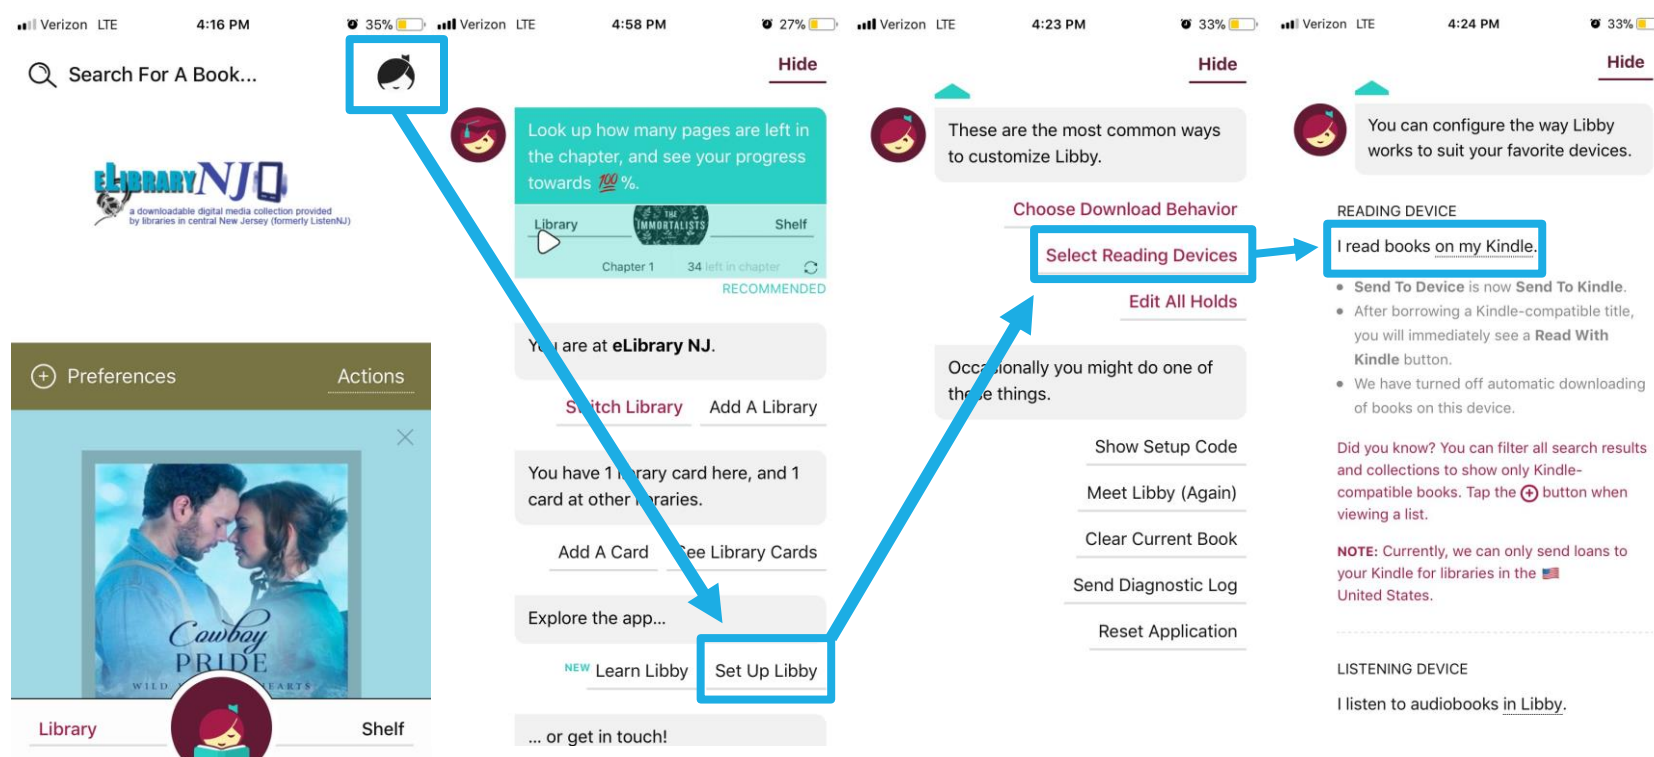 Verizon LTE 4:16 PM 35%
Search For A Book...
eLIBRARYNJ
a downloadable digital media collection provided
by libraries in central New Jersey (formerly ListenNJ)
Preferences Actions
Cowboy
PRIDE
WILD
Library Shelf
Verizon LTE 4:58 PM 27%
Hide
Look up how many pages are left in
the chapter, and see your progress
towards 💯 %.
Library THE IMMORTALISTS Shelf
Chapter 1 34 left in chapter
RECOMMENDED
You are at eLibrary NJ.
Switch Library Add A Library
You have 1 library card here, and 1
card at other libraries.
Add A Card See Library Cards
Explore the app...
NEW Learn Libby Set Up Libby
... or get in touch!
Verizon LTE 4:23 PM 33%
Hide
These are the most common ways
to customize Libby.
Choose Download Behavior
Select Reading Devices
Edit All Holds
Occasionally you might do one of
these things.
Show Setup Code
Meet Libby (Again)
Clear Current Book
Send Diagnostic Log
Reset Application
Verizon LTE 4:24 PM 33%
Hide
You can configure the way Libby
works to suit your favorite devices.
READING DEVICE
I read books on my Kindle.
• Send To Device is now Send To Kindle.
• After borrowing a Kindle-compatible title,
you will immediately see a Read With
Kindle button.
• We have turned off automatic downloading
of books on this device.
Did you know? You can filter all search results
and collections to show only Kindle-
compatible books. Tap the ⊕ button when
viewing a list.
NOTE: Currently, we can only send loans to
your Kindle for libraries in the 🇺🇸
United States.
LISTENING DEVICE
I listen to audiobooks in Libby.